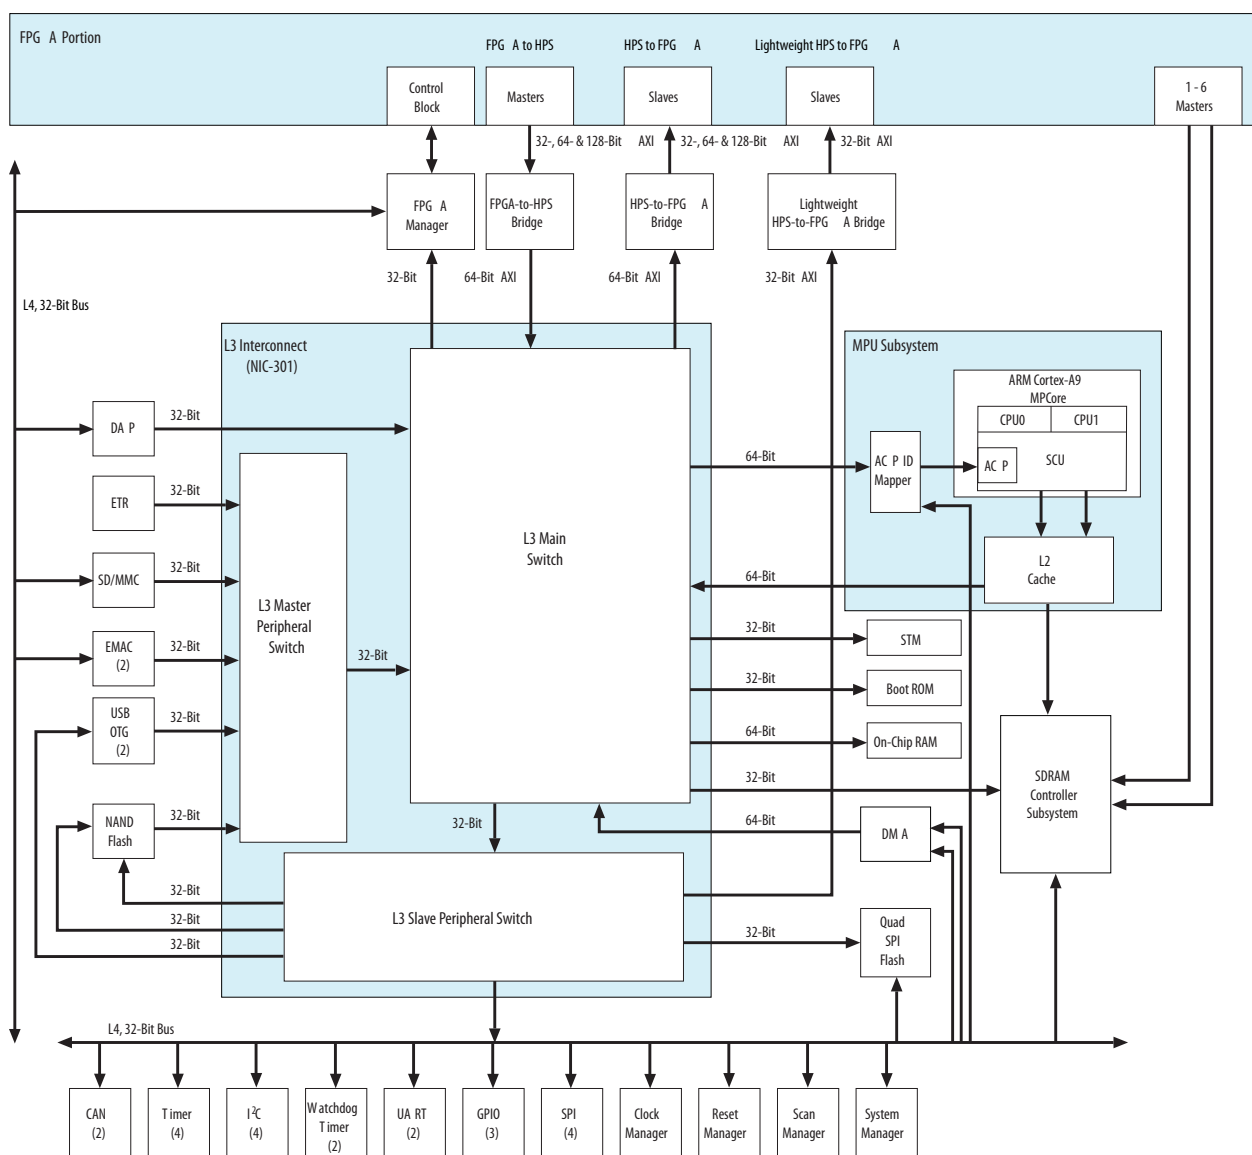 FPG A Portion
FPG A to HPS
HPS to FPG A
Lightweight HPS to FPG A
Control
Block
Masters
Slaves
Slaves
1 - 6
Masters
32-, 64- & 128-Bit AXI
32-, 64- & 128-Bit AXI
32-Bit AXI
FPG A
Manager
FPGA-to-HPS
Bridge
HPS-to-FPG A
Bridge
Lightweight
HPS-to-FPG A Bridge
32-Bit
64-Bit AXI
64-Bit AXI
32-Bit AXI
L4, 32-Bit Bus
L3 Interconnect
(NIC-301)
MPU Subsystem
ARM Cortex-A9
MPCore
CPU0
CPU1
SCU
AC P
AC P ID
Mapper
DA P
32-Bit
64-Bit
ETR
32-Bit
L3 Main
Switch
L2
Cache
SD/MMC
32-Bit
64-Bit
L3 Master
Peripheral
Switch
EMAC
(2)
32-Bit
32-Bit
32-Bit
STM
32-Bit
Boot ROM
USB
OTG
(2)
32-Bit
64-Bit
On-Chip RAM
32-Bit
SDRAM
Controller
Subsystem
NAND
Flash
32-Bit
32-Bit
64-Bit
DM A
32-Bit
32-Bit
32-Bit
L3 Slave Peripheral Switch
32-Bit
Quad
SPI
Flash
L4, 32-Bit Bus
CAN
(2)
T imer
(4)
I2C
(4)
W atchdog
T imer
(2)
UA RT
(2)
GPIO
(3)
SPI
(4)
Clock
Manager
Reset
Manager
Scan
Manager
System
Manager